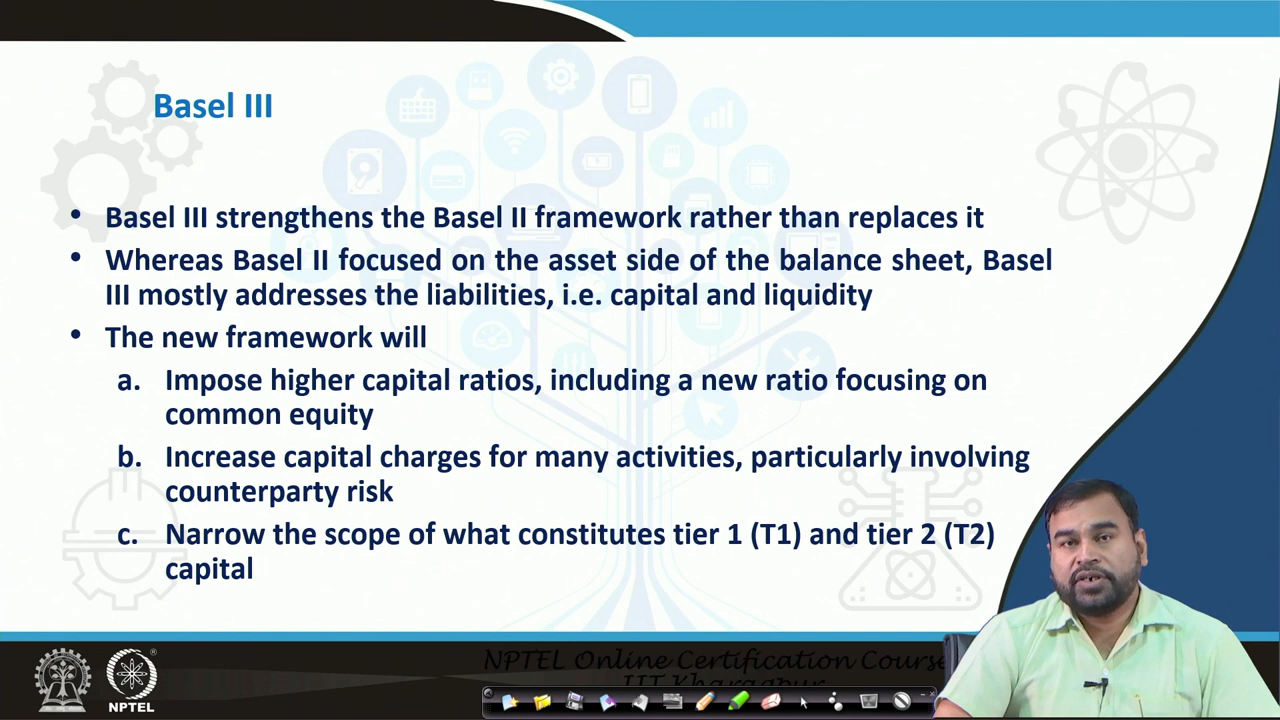 Basel III
• Basel III strengthens the Basel II framework rather than replaces it
• Whereas Basel II focused on the asset side of the balance sheet, Basel
III mostly addresses the liabilities, i.e. capital and liquidity
• The new framework will
a. Impose higher capital ratios, including a new ratio focusing on
common equity
b. Increase capital charges for many activities, particularly involving
counterparty risk
c. Narrow the scope of what constitutes tier 1 (T1) and tier 2 (T2)
capital
NPTEL Online Certification Course
IIT Kharagpur
NPTEL